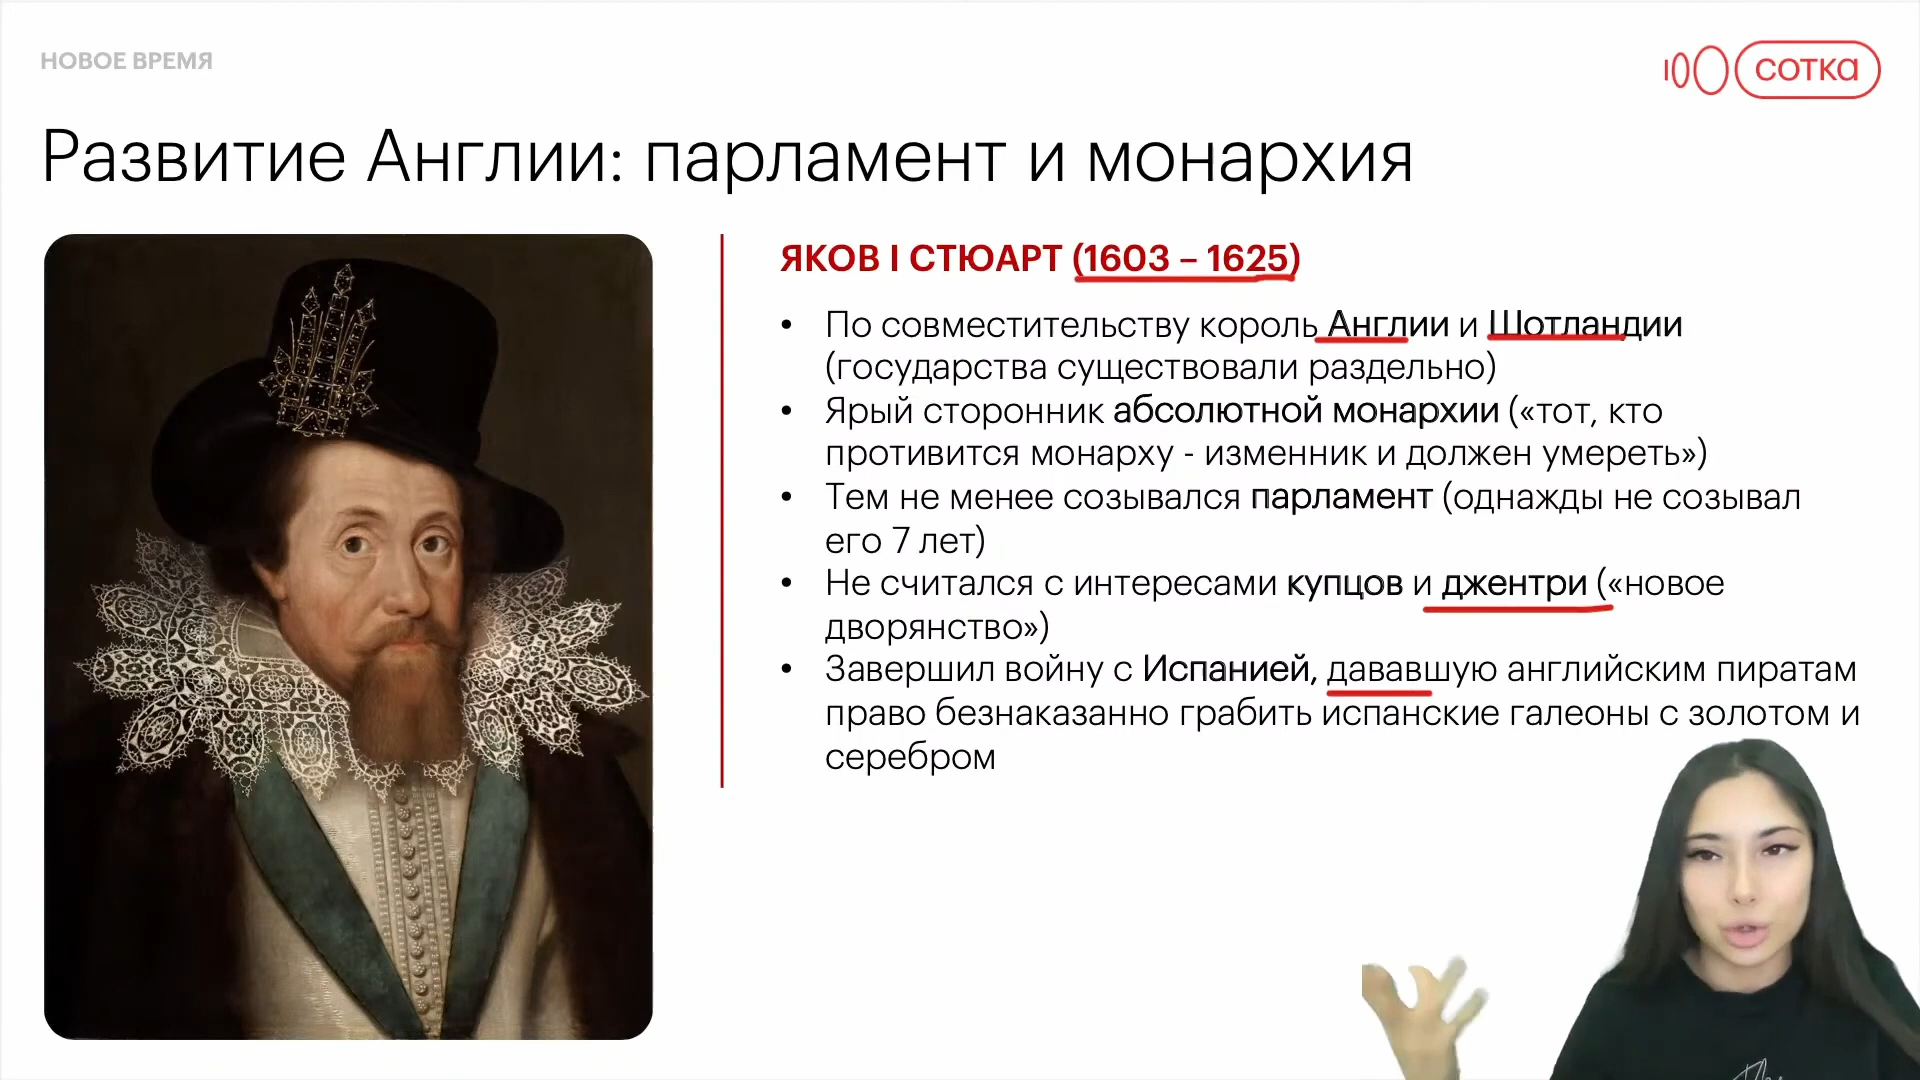 НОВОЕ ВРЕМЯ
100 сотка
Развитие Англии: парламент и монархия
ЯКОВ I СТЮАРТ (1603 – 1625)
• По совместительству король Англии и Шотландии
(государства существовали раздельно)
• Ярый сторонник абсолютной монархии («тот, кто
противится монарху - изменник и должен умереть»)
• Тем не менее созывался парламент (однажды не созывал
его 7 лет)
• Не считался с интересами купцов и джентри («новое
дворянство»)
• Завершил войну с Испанией, дававшую английским пиратам
право безнаказанно грабить испанские галеоны с золотом и
серебром